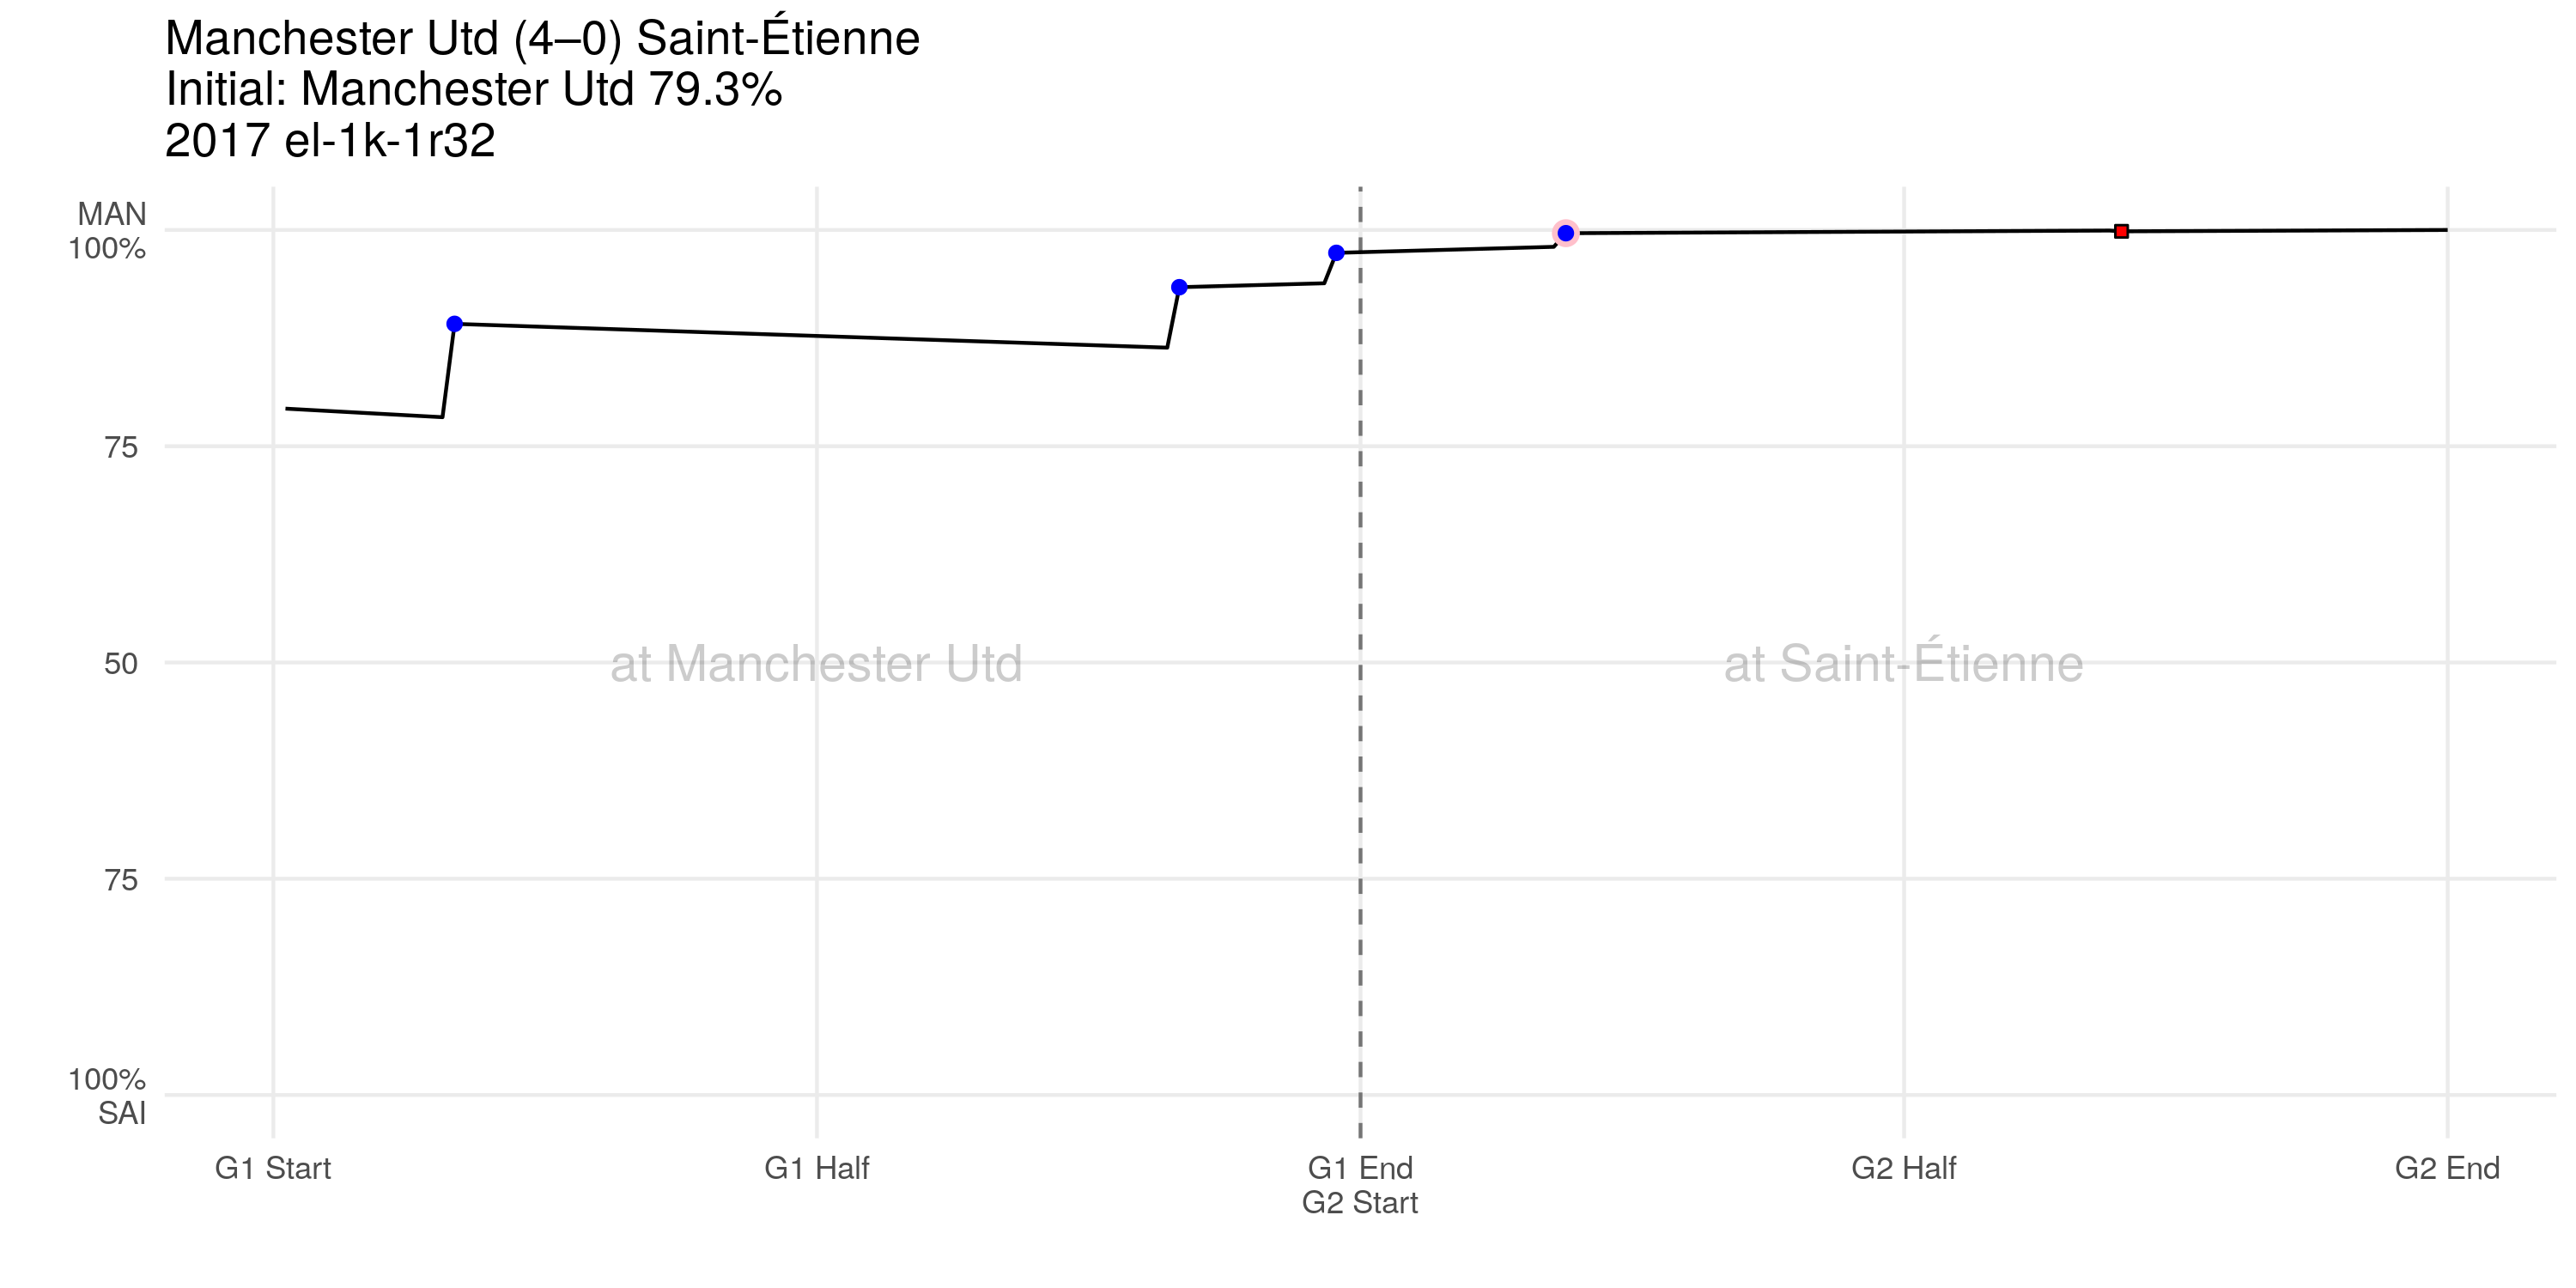 Manchester Utd (4–0) Saint-Étienne
Initial: Manchester Utd 79.3%
2017 el-1k-1r32
MAN
100%
75
50
75
100%
SAI
at Manchester Utd
at Saint-Étienne
G1 Start
G1 Half
G1 End
G2 Start
G2 Half
G2 End